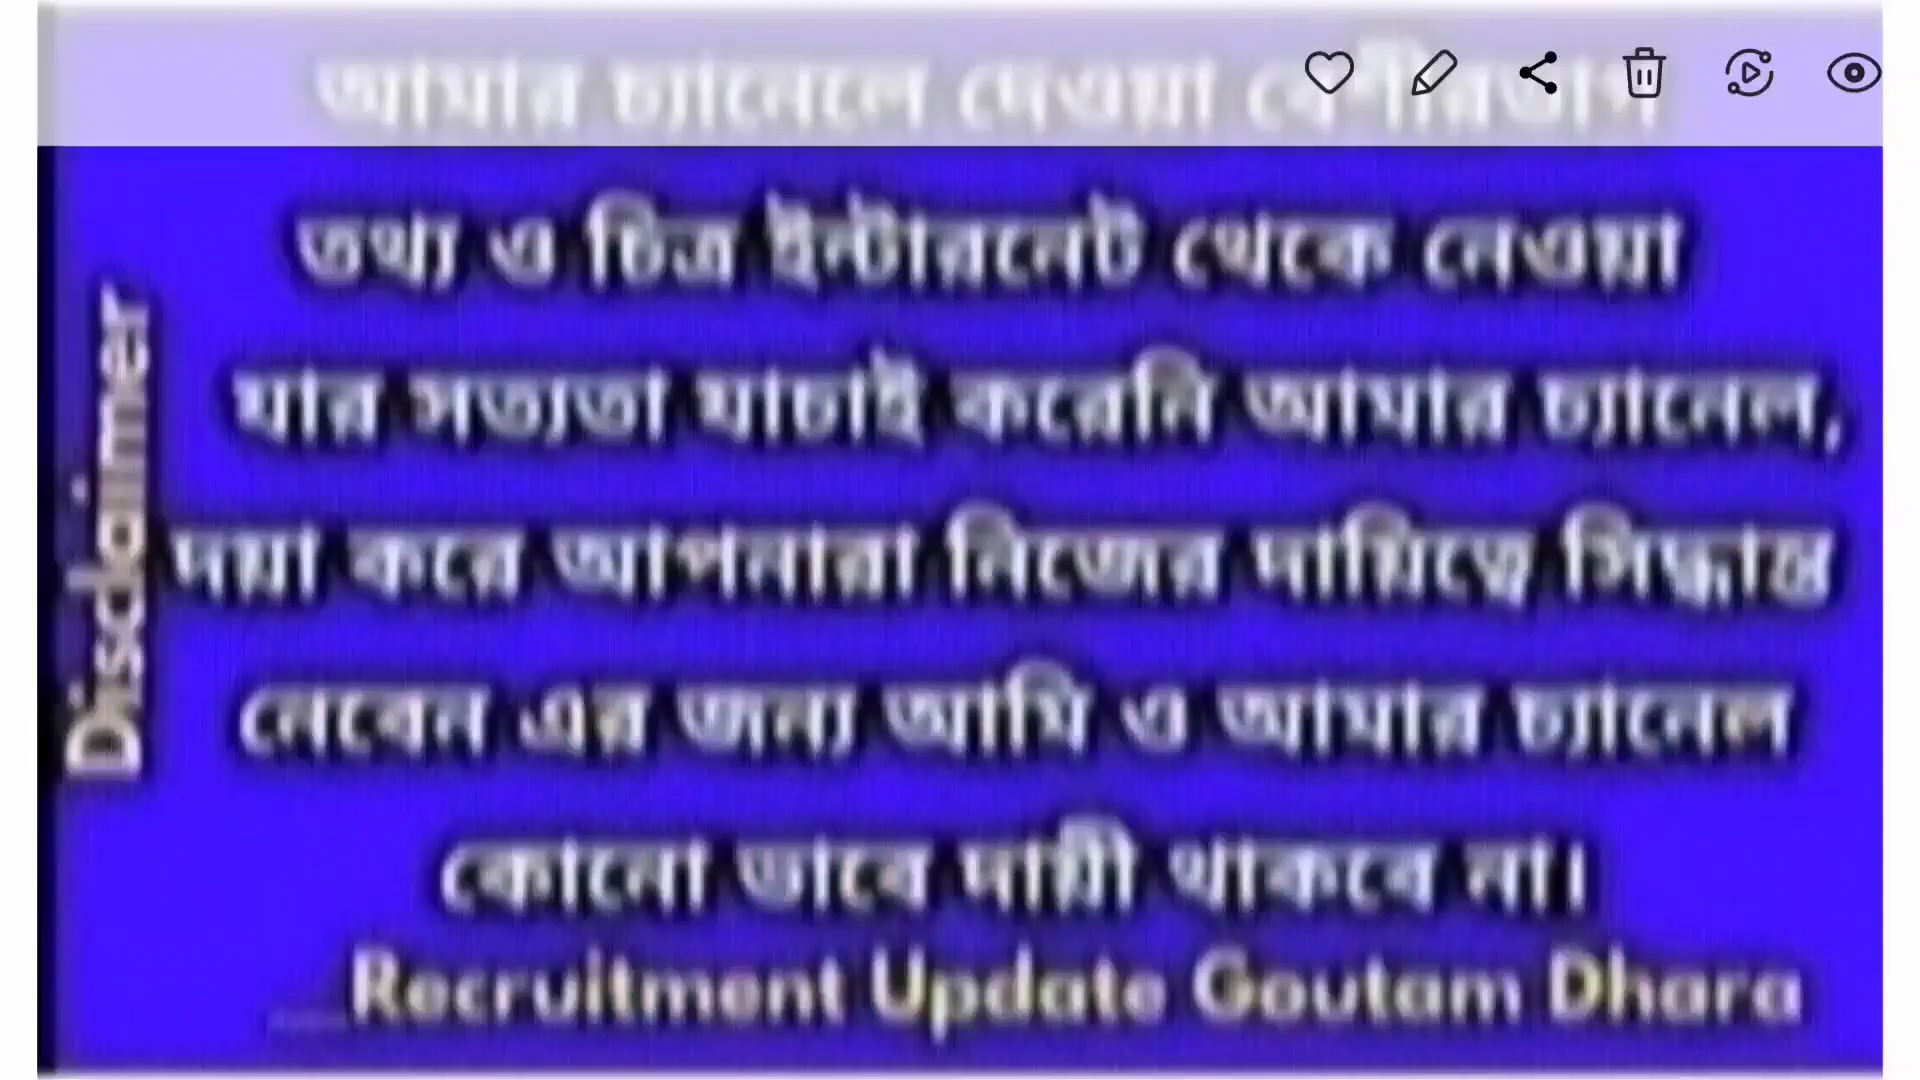 Disclaimer
আমার চ্যানেলে দেওয়া বেশীরভাগ
তথ্য ও চিত্র ইন্টারনেট থেকে নেওয়া
যার সত্যতা যাচাই করেনি আমার চ্যানেল,
দয়া করে আপনারা নিজের দায়িত্বে সিদ্ধান্ত
নেবেন এর জন্য আমি ও আমার চ্যানেল
কোনো ভাবে দায়ী থাকবে না।
Recruitment Update Goutam Dhara